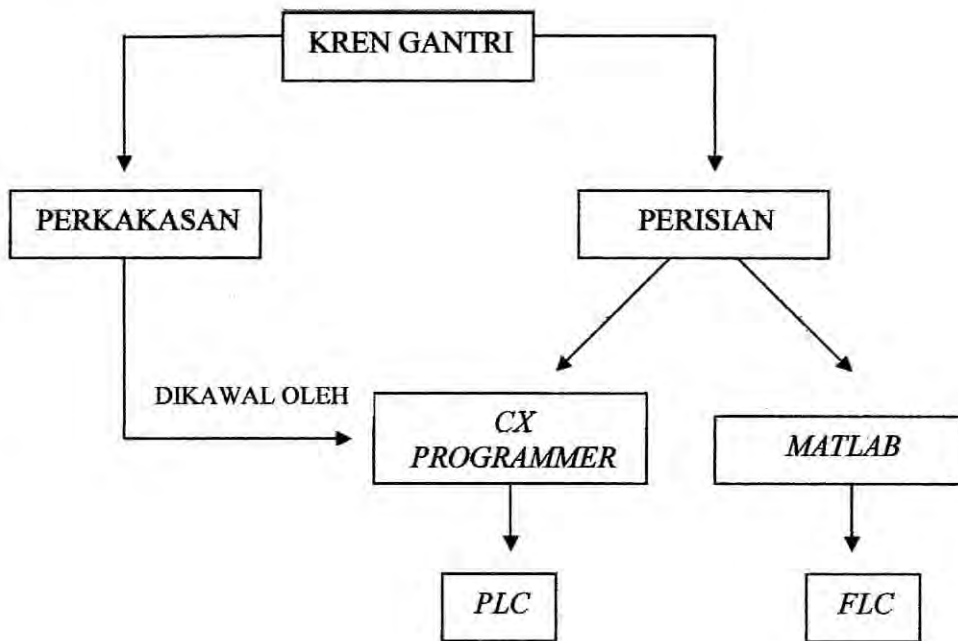 KREN GANTRI
PERKAKASAN
PERISIAN
DIKAWAL OLEH
CX
PROGRAMMER
MATLAB
PLC
FLC